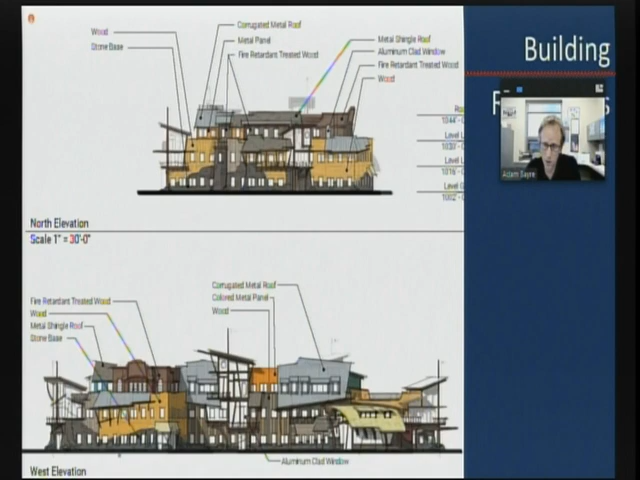 Wood
Stone Base
Corrugated Metal Roof
Metal Panel
Fire Retardant Treated Wood
Metal Shingle Roof
Aluminum Clad Window
Fire Retardant Treated Wood
Wood
Building
Adam Sayre
North Elevation
Scale 1" = 30'-0"
Fire Retardant Treated Wood
Wood
Metal Shingle Roof
Stone Base
Corrugated Metal Roof
Colored Metal Panel
Wood
Aluminum Clad Window
West Elevation